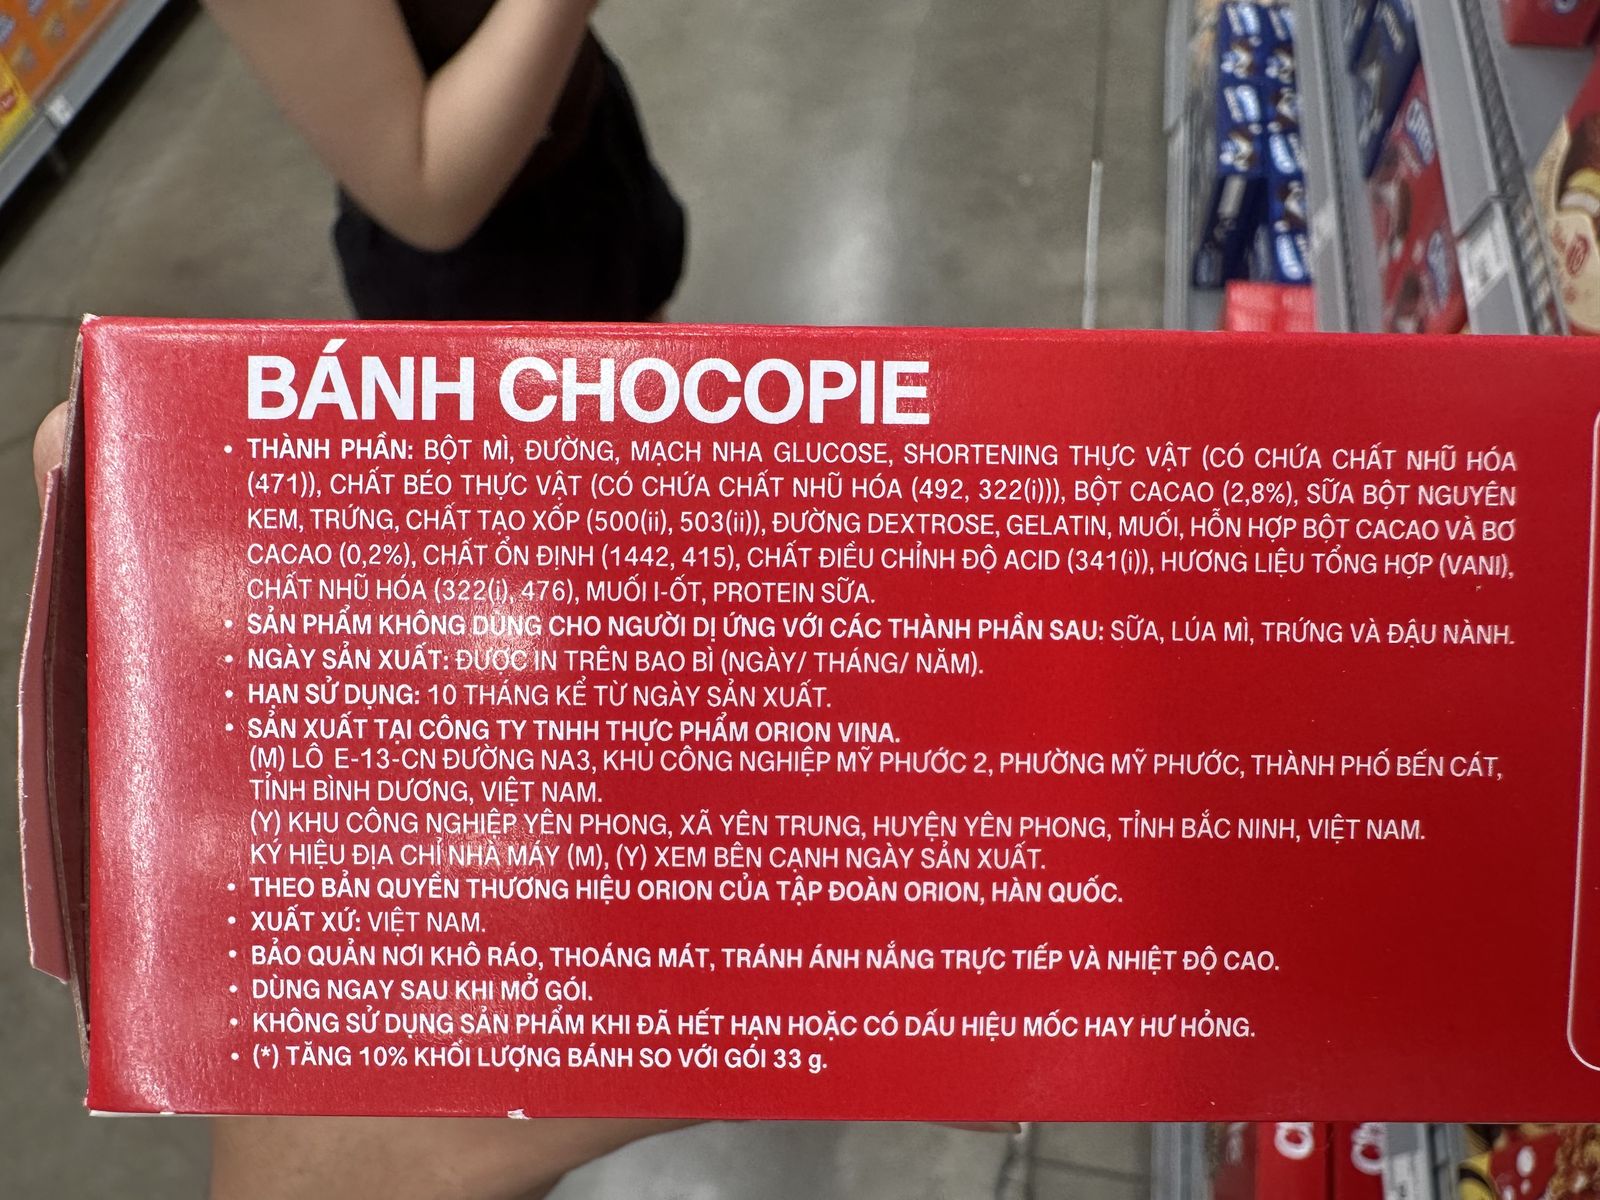 BÁNH CHOCOPIE
• THÀNH PHẦN: BỘT MÌ, ĐƯỜNG, MẠCH NHA GLUCOSE, SHORTENING THỰC VẬT (CÓ CHỨA CHẤT NHŨ HÓA
(471)), CHẤT BÉO THỰC VẬT (CÓ CHỨA CHẤT NHŨ HÓA (492, 322(i))), BỘT CACAO (2,8%), SỮA BỘT NGUYÊN
KEM, TRỨNG, CHẤT TẠO XỐP (500(ii), 503(ii)), ĐƯỜNG DEXTROSE, GELATIN, MUỐI, HỖN HỢP BỘT CACAO VÀ BƠ
CACAO (0,2%), CHẤT ỔN ĐỊNH (1442, 415), CHẤT ĐIỀU CHỈNH ĐỘ ACID (341(i)), HƯƠNG LIỆU TỔNG HỢP (VANI),
CHẤT NHŨ HÓA (322(i), 476), MUỐI I-ỐT, PROTEIN SỮA.
• SẢN PHẨM KHÔNG DÙNG CHO NGƯỜI DỊ ỨNG VỚI CÁC THÀNH PHẦN SAU: SỮA, LÚA MÌ, TRỨNG VÀ ĐẬU NÀNH.
• NGÀY SẢN XUẤT: ĐƯỢC IN TRÊN BAO BÌ (NGÀY/ THÁNG/ NĂM).
• HẠN SỬ DỤNG: 10 THÁNG KỂ TỪ NGÀY SẢN XUẤT.
• SẢN XUẤT TẠI CÔNG TY TNHH THỰC PHẨM ORION VINA.
(M) LÔ E-13-CN ĐƯỜNG NA3, KHU CÔNG NGHIỆP MỸ PHƯỚC 2, PHƯỜNG MỸ PHƯỚC, THÀNH PHỐ BẾN CÁT,
TỈNH BÌNH DƯƠNG, VIỆT NAM.
(Y) KHU CÔNG NGHIỆP YÊN PHONG, XÃ YÊN TRUNG, HUYỆN YÊN PHONG, TỈNH BẮC NINH, VIỆT NAM.
KÝ HIỆU ĐỊA CHỈ NHÀ MÁY (M), (Y) XEM BÊN CẠNH NGÀY SẢN XUẤT.
• THEO BẢN QUYỀN THƯƠNG HIỆU ORION CỦA TẬP ĐOÀN ORION, HÀN QUỐC.
• XUẤT XỨ: VIỆT NAM.
• BẢO QUẢN NƠI KHÔ RÁO, THOÁNG MÁT, TRÁNH ÁNH NẮNG TRỰC TIẾP VÀ NHIỆT ĐỘ CAO.
• DÙNG NGAY SAU KHI MỞ GÓI.
• KHÔNG SỬ DỤNG SẢN PHẨM KHI ĐÃ HẾT HẠN HOẶC CÓ DẤU HIỆU MỐC HAY HƯ HỎNG.
• (*) TĂNG 10% KHỐI LƯỢNG BÁNH SO VỚI GÓI 33 g.